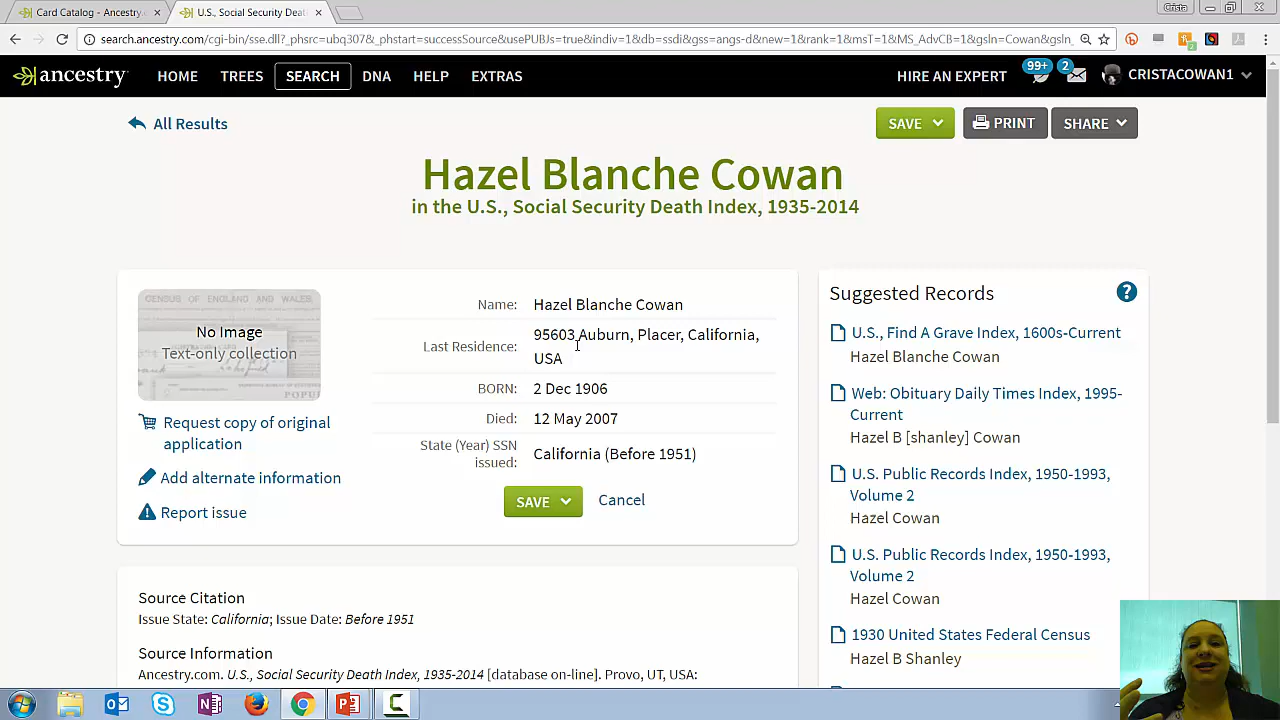 Card Catalog - Ancestry.c
U.S., Social Security Deat
Crista
search.ancestry.com/cgi-bin/sse.dll?_phsrc=ubq307&_phstart=successSource&usePUBJs=true&indiv=1&db=ssdi&gss=angs-d&new=1&rank=1&msT=1&MS_AdvCB=1&gsln=Cowan&gsln_
ancestry HOME TREES SEARCH DNA HELP EXTRAS HIRE AN EXPERT 99+ 2 CRISTACOWAN1
All Results SAVE PRINT SHARE
Hazel Blanche Cowan
in the U.S., Social Security Death Index, 1935-2014
CENSUS OF ENGLAND AND WALES
No Image
Text-only collection
Request copy of original
application
Add alternate information
Report issue
Name: Hazel Blanche Cowan
Last Residence: 95603 Auburn, Placer, California,
USA
BORN: 2 Dec 1906
Died: 12 May 2007
State (Year) SSN
issued: California (Before 1951)
SAVE Cancel
Suggested Records
?
U.S., Find A Grave Index, 1600s-Current
Hazel Blanche Cowan
Web: Obituary Daily Times Index, 1995-
Current
Hazel B [shanley] Cowan
U.S. Public Records Index, 1950-1993,
Volume 2
Hazel Cowan
U.S. Public Records Index, 1950-1993,
Volume 2
Hazel Cowan
1930 United States Federal Census
Hazel B Shanley
Source Citation
Issue State: California; Issue Date: Before 1951
Source Information
Ancestry.com. U.S., Social Security Death Index, 1935-2014 [database on-line]. Provo, UT, USA: